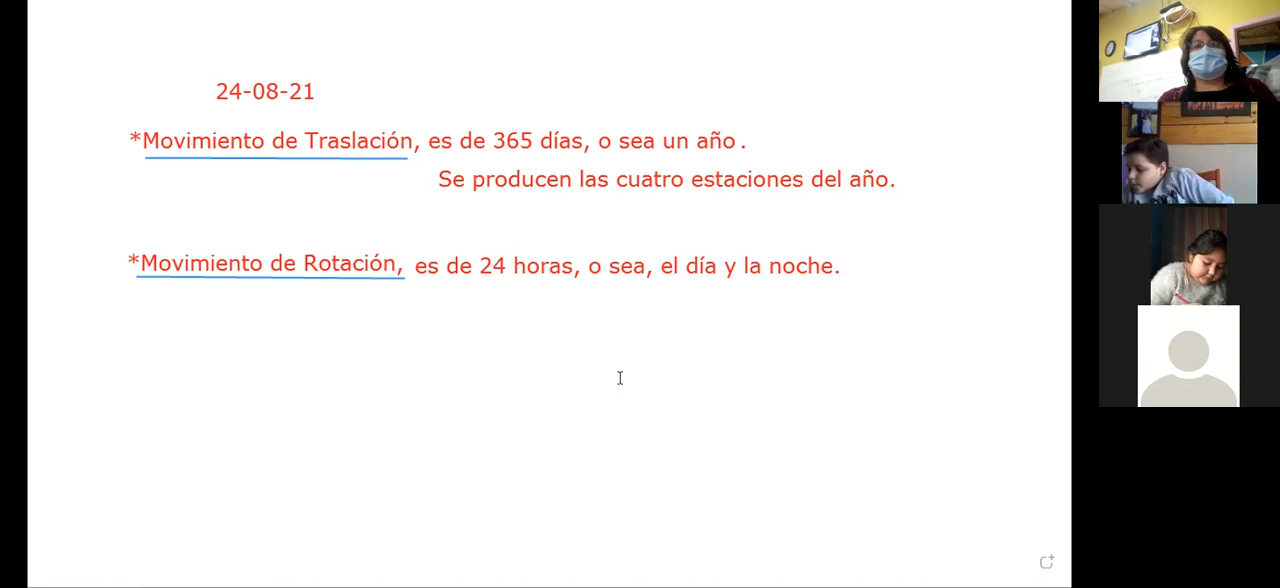 24-08-21
*Movimiento de Traslación, es de 365 días, o sea un año .
Se producen las cuatro estaciones del año.
*Movimiento de Rotación, es de 24 horas, o sea, el día y la noche.